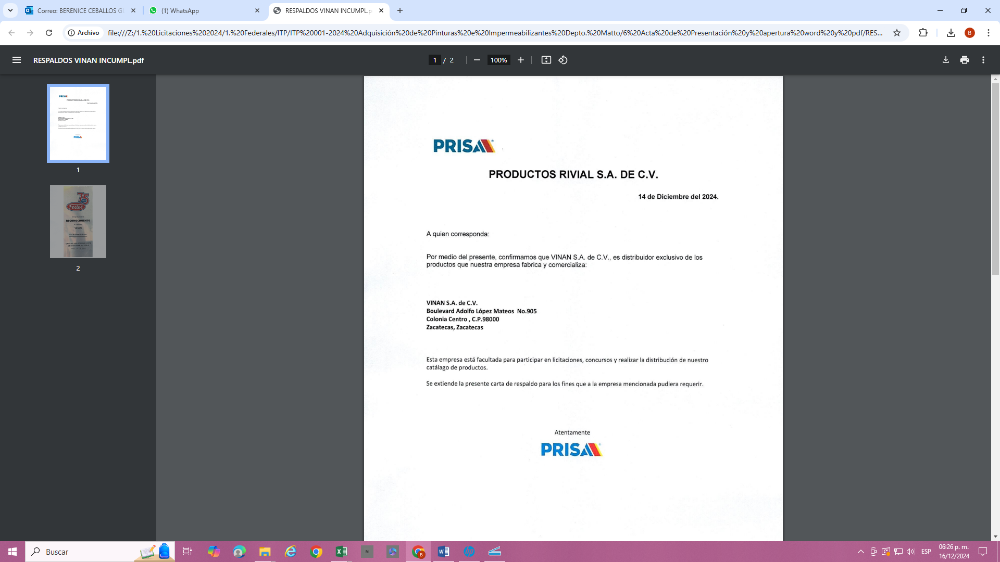 Correo: BERENICE CEBALLOS G
(1) WhatsApp
RESPALDOS VINAN INCUMPL.p
Archivo
file:///Z:/1.%20Licitaciones%202024/1.%20Federales/ITP/ITP%20001-2024%20Adquisición%20de%20Pinturas%20e%20Impermeabilizantes%20Depto.%20Matto/6%20Acta%20de%20Presentación%20y%20apertura%20word%20y%20pdf/RES...
B
RESPALDOS VINAN INCUMPL.pdf
1 / 2
100%
1
75
Fester
RECONOCIMIENTO
VINAN
2
PRISA
PRODUCTOS RIVIAL S.A. DE C.V.
14 de Diciembre del 2024.
A quien corresponda:
Por medio del presente, confirmamos que VINAN S.A. de C.V., es distribuidor exclusivo de los
productos que nuestra empresa fabrica y comercializa:
VINAN S.A. de C.V.
Boulevard Adolfo López Mateos No.905
Colonia Centro , C.P.98000
Zacatecas, Zacatecas
Esta empresa está facultada para participar en licitaciones, concursos y realizar la distribución de nuestro
catálago de productos.
Se extiende la presente carta de respaldo para los fines que a la empresa mencionada pudiera requerir.
Atentamente
PRISA
Buscar
ESP
06:26 p. m.
16/12/2024